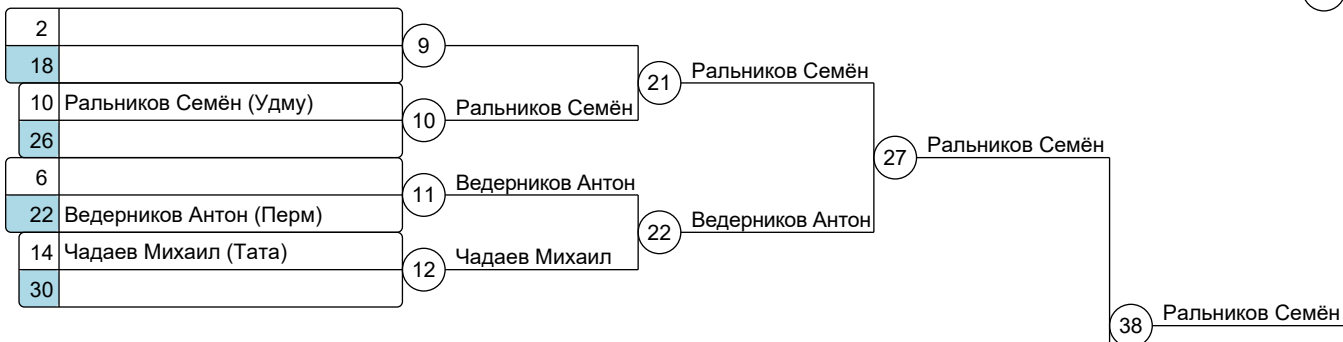 2
9
18
21 Ральников Семён
10 Ральников Семён (Удму)
10 Ральников Семён
26
27 Ральников Семён
6
11 Ведерников Антон
22 Ведерников Антон (Перм)
22 Ведерников Антон
14 Чадаев Михаил (Тата)
12 Чадаев Михаил
30
38 Ральников Семён